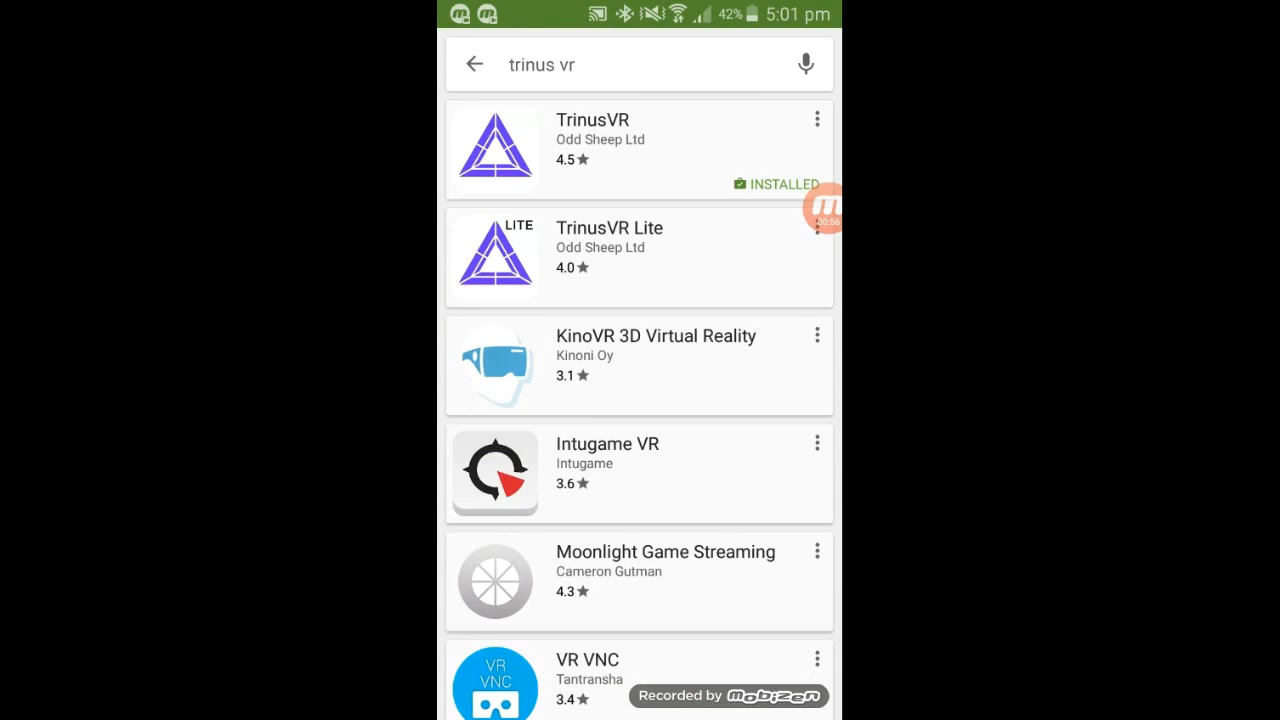 42% 5:01 pm
trinus vr
TrinusVR
Odd Sheep Ltd
4.5★
INSTALLED
00:56
LITE
TrinusVR Lite
Odd Sheep Ltd
4.0★
KinoVR 3D Virtual Reality
Kinoni Oy
3.1★
Intugame VR
Intugame
3.6★
Moonlight Game Streaming
Cameron Gutman
4.3★
VR
VNC
VR VNC
Tantransha
3.4★
Recorded by mobizen